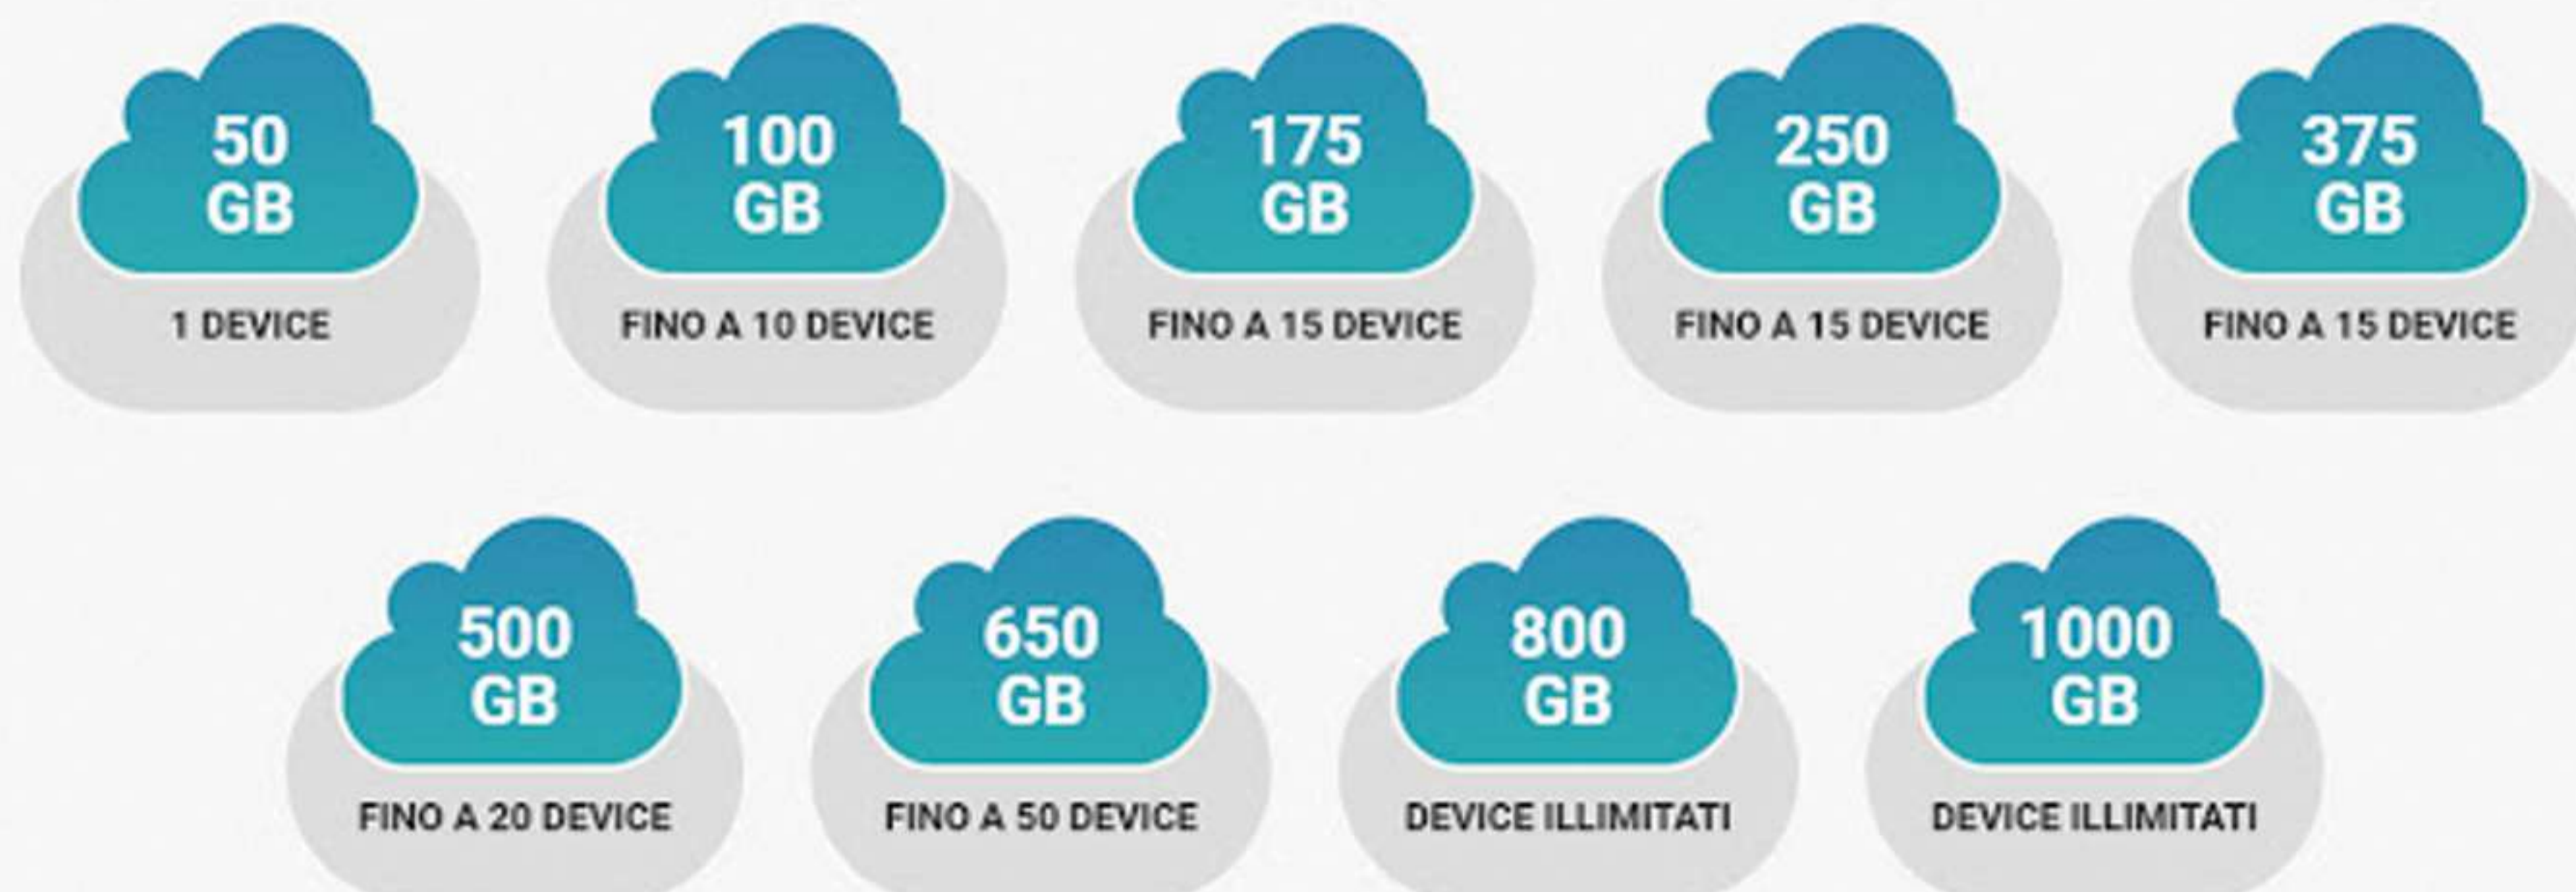 50
GB
1 DEVICE
100
GB
FINO A 10 DEVICE
175
GB
FINO A 15 DEVICE
250
GB
FINO A 15 DEVICE
375
GB
FINO A 15 DEVICE
500
GB
FINO A 20 DEVICE
650
GB
FINO A 50 DEVICE
800
GB
DEVICE ILLIMITATI
1000
GB
DEVICE ILLIMITATI